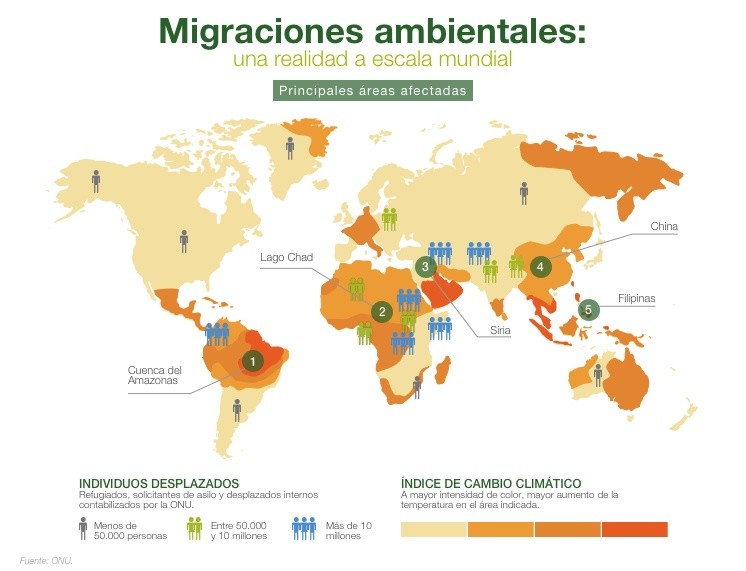 Migraciones ambientales:
una realidad a escala mundial
Principales áreas afectadas
China
Lago Chad
3
4
Filipinas
5
2
Siria
1
Cuenca del
Amazonas
INDIVIDUOS DESPLAZADOS
Refugiados, solicitantes de asilo y desplazados internos
contabilizados por la ONU.
Menos de
50.000 personas
Entre 50.000
y 10 millones
Más de 10
millones
ÍNDICE DE CAMBIO CLIMÁTICO
A mayor intensidad de color, mayor aumento de la
temperatura en el área indicada.
Fuente: ONU.